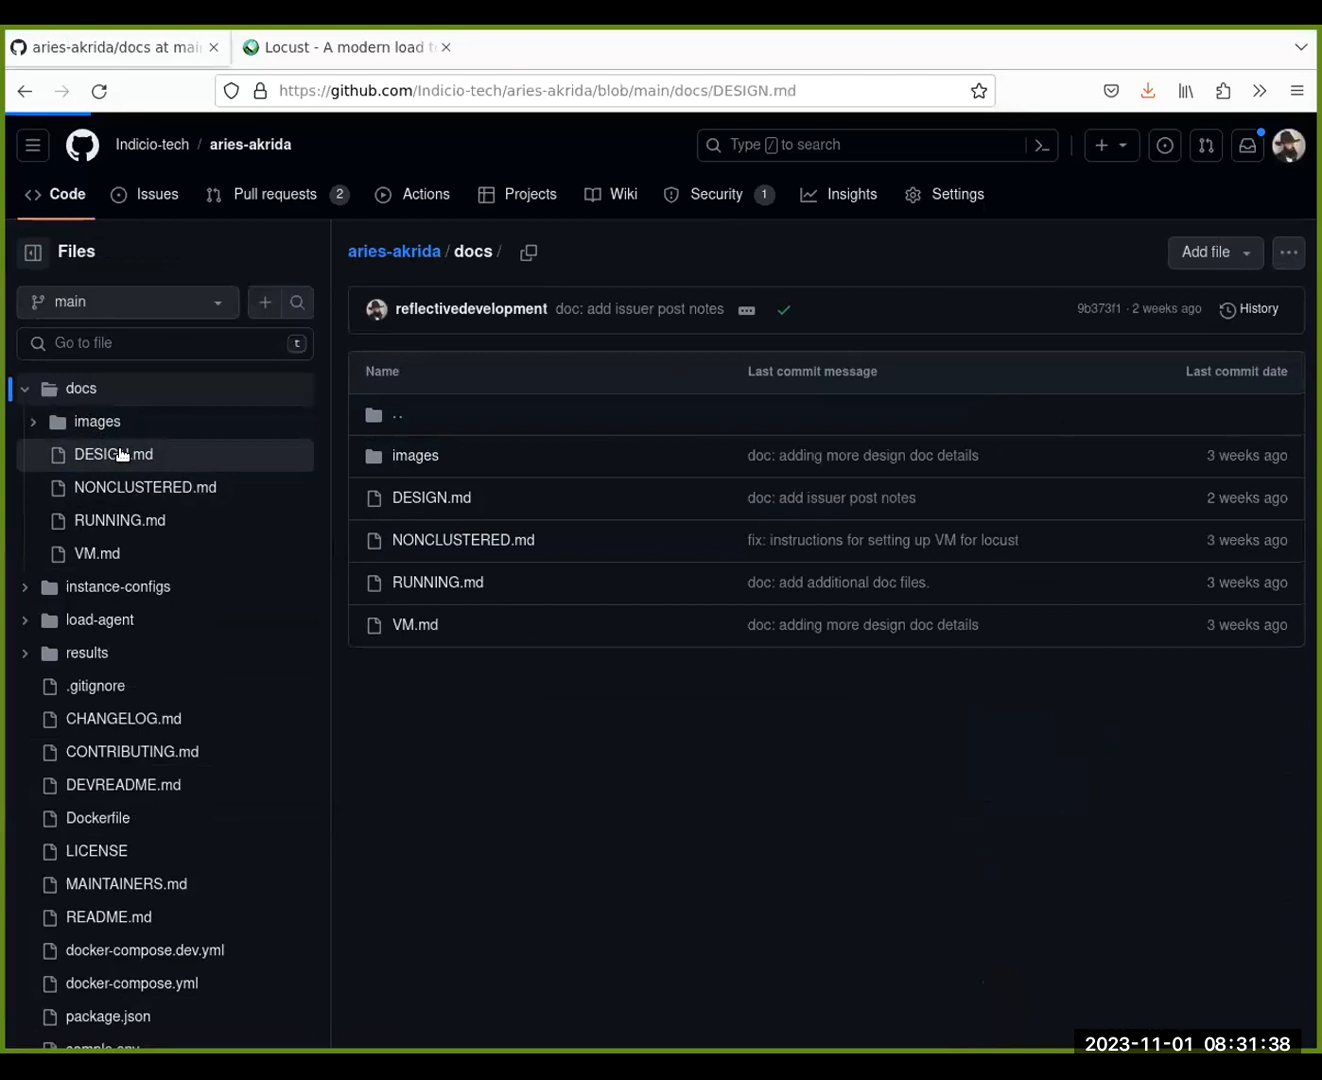 aries-akrida/docs at mai
Locust - A modern load t
https://github.com/Indicio-tech/aries-akrida/blob/main/docs/DESIGN.md
Indicio-tech / aries-akrida
Type / to search
Code
Issues
Pull requests 2
Actions
Projects
Wiki
Security 1
Insights
Settings
Files
main
Go to file
t
docs
images
DESIGN.md
NONCLUSTERED.md
RUNNING.md
VM.md
instance-configs
load-agent
results
.gitignore
CHANGELOG.md
CONTRIBUTING.md
DEVREADME.md
Dockerfile
LICENSE
MAINTAINERS.md
README.md
docker-compose.dev.yml
docker-compose.yml
package.json
sample.env
aries-akrida / docs /
Add file
reflectivedevelopment doc: add issuer post notes
9b373f1 · 2 weeks ago
History
Name Last commit message Last commit date
..
images doc: adding more design doc details 3 weeks ago
DESIGN.md doc: add issuer post notes 2 weeks ago
NONCLUSTERED.md fix: instructions for setting up VM for locust 3 weeks ago
RUNNING.md doc: add additional doc files. 3 weeks ago
VM.md doc: adding more design doc details 3 weeks ago
2023-11-01 08:31:38